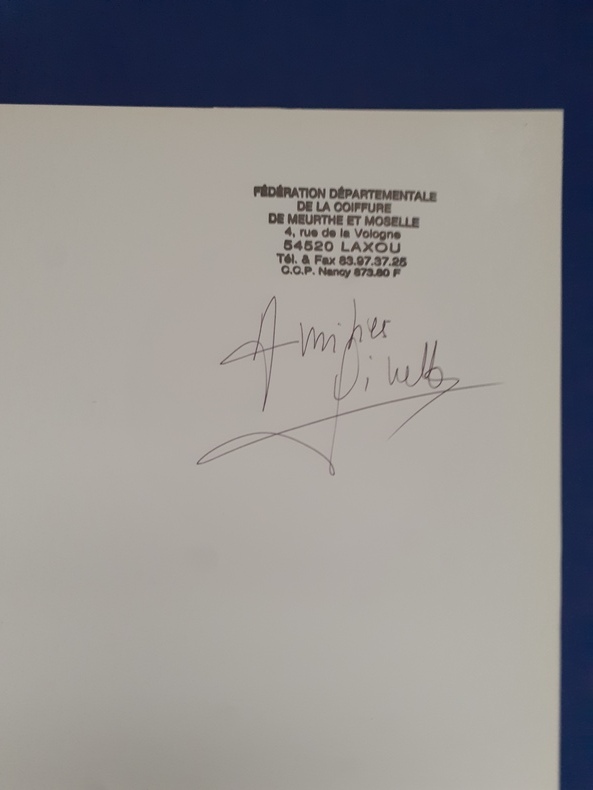 FÉDÉRATION DÉPARTEMENTALE
DE LA COIFFURE
DE MEURTHE ET MOSELLE
4, rue de la Vologne
54520 LAXOU
Tél. & Fax 83.97.37.25
C.C.P. Nancy 873.80 F
Amitiés